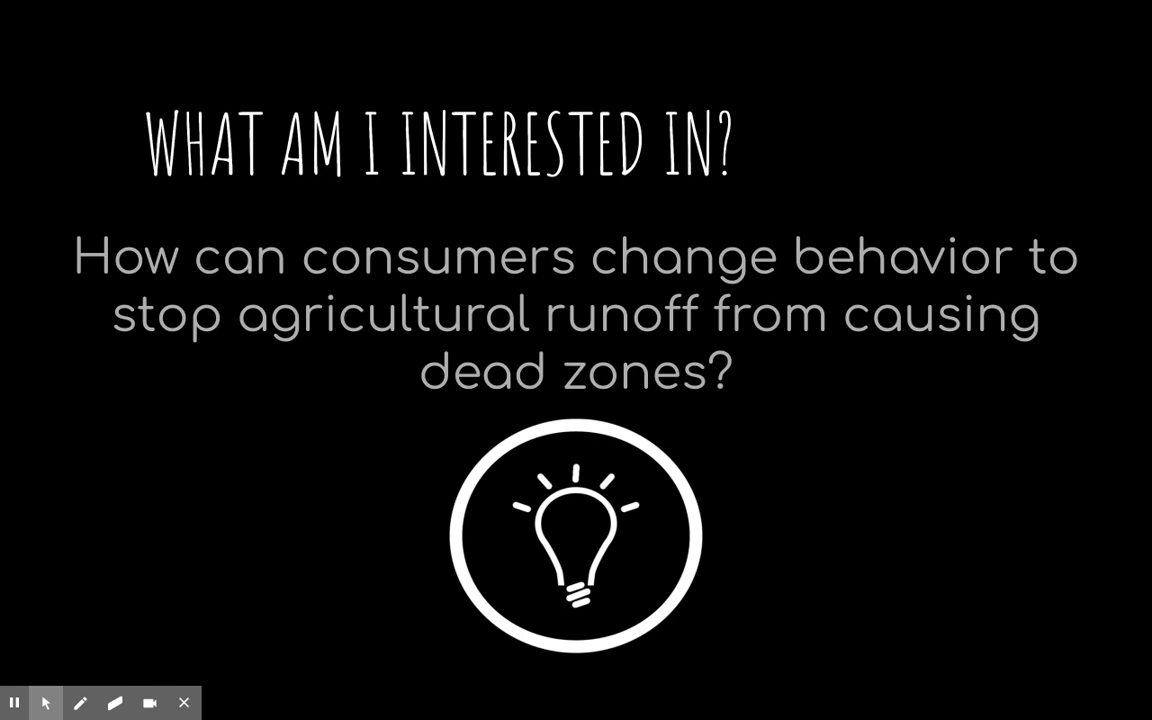 WHAT AM I INTERESTED IN?
How can consumers change behavior to
stop agricultural runoff from causing
dead zones?